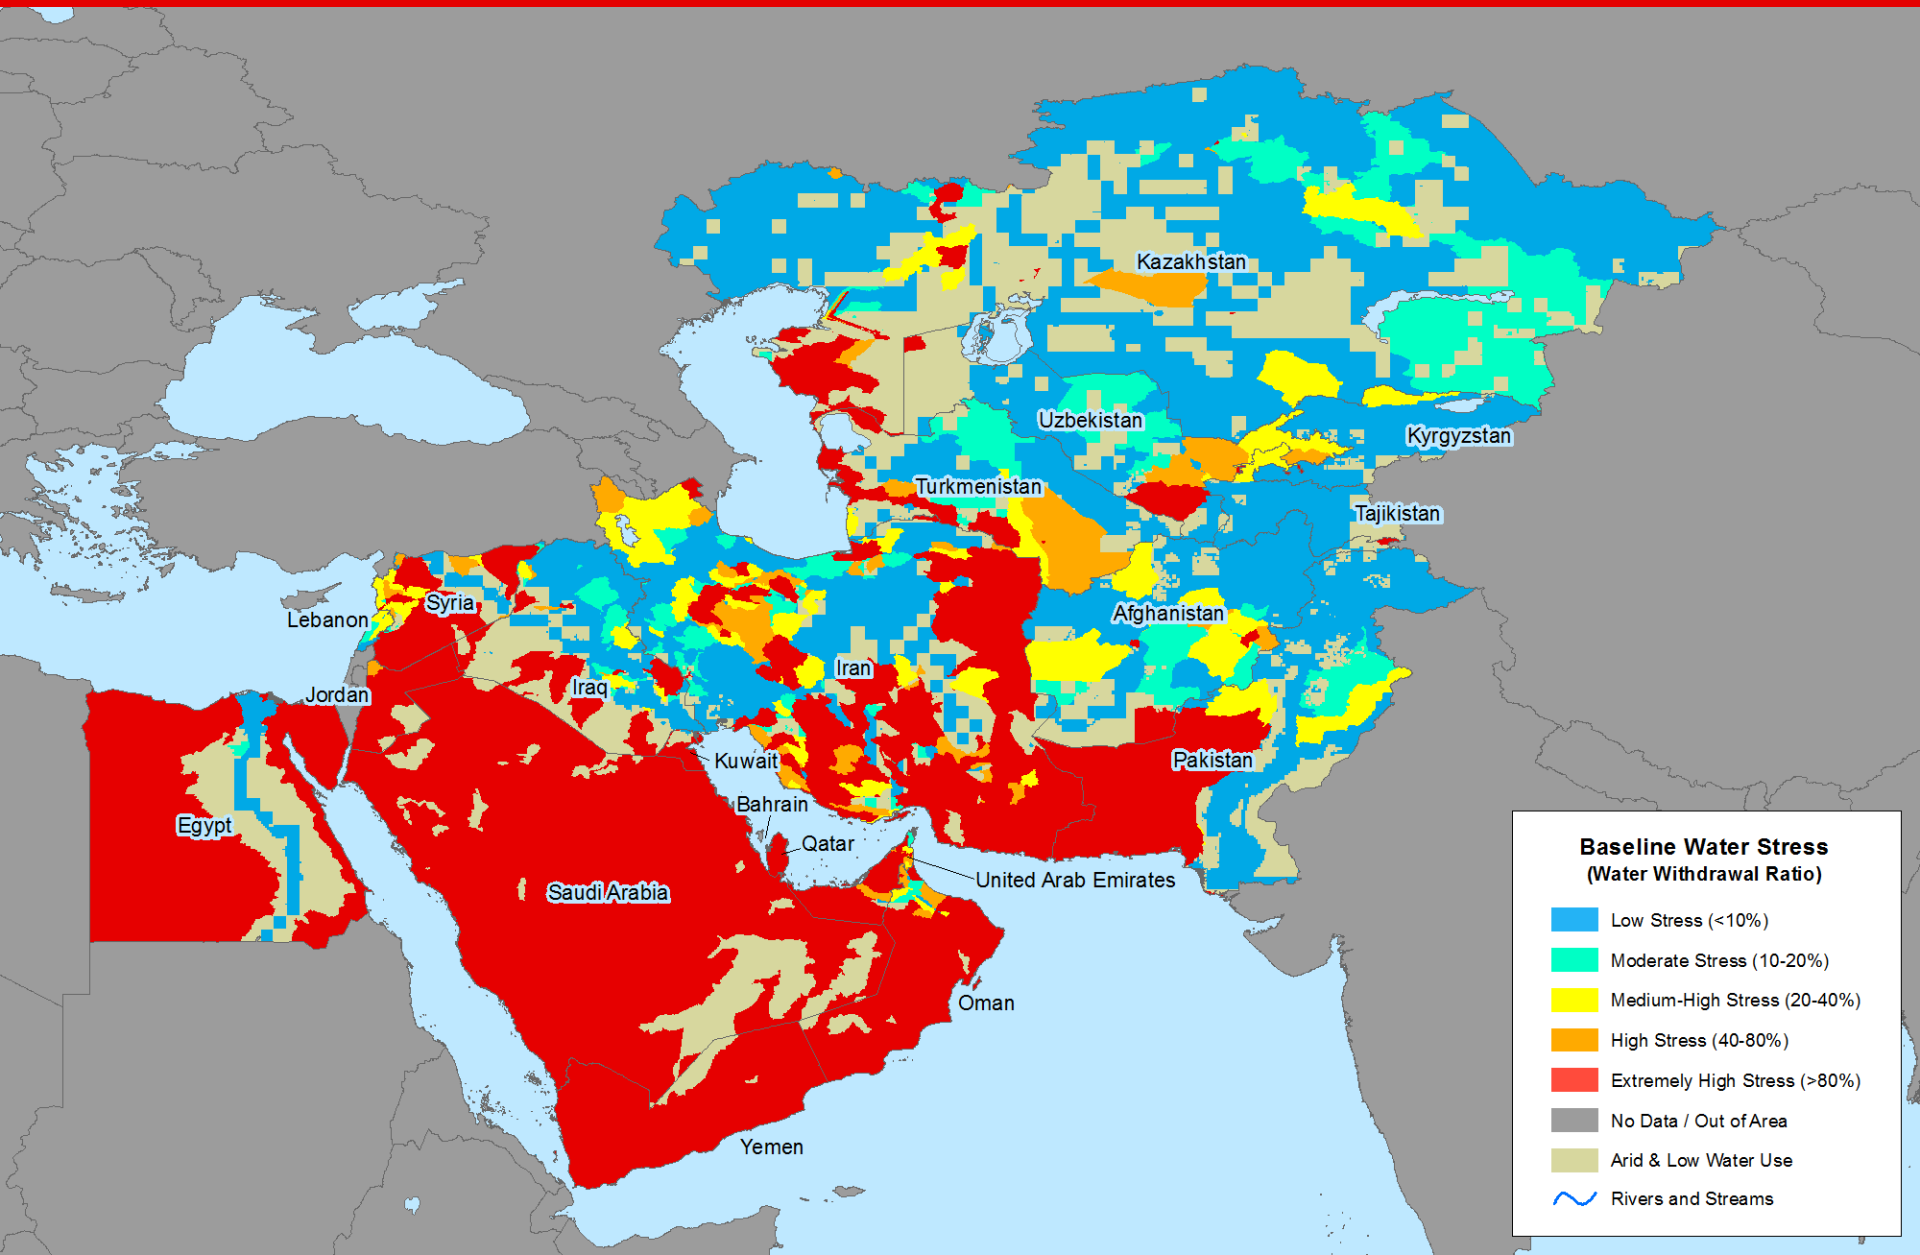 Kazakhstan
Uzbekistan
Kyrgyzstan
Turkmenistan
Tajikistan
Syria
Lebanon
Afghanistan
Iran
Iraq
Jordan
Pakistan
Kuwait
Bahrain
Egypt
Qatar
United Arab Emirates
Saudi Arabia
Oman
Yemen
Baseline Water Stress
(Water Withdrawal Ratio)
Low Stress (<10%)
Moderate Stress (10-20%)
Medium-High Stress (20-40%)
High Stress (40-80%)
Extremely High Stress (>80%)
No Data / Out of Area
Arid & Low Water Use
Rivers and Streams